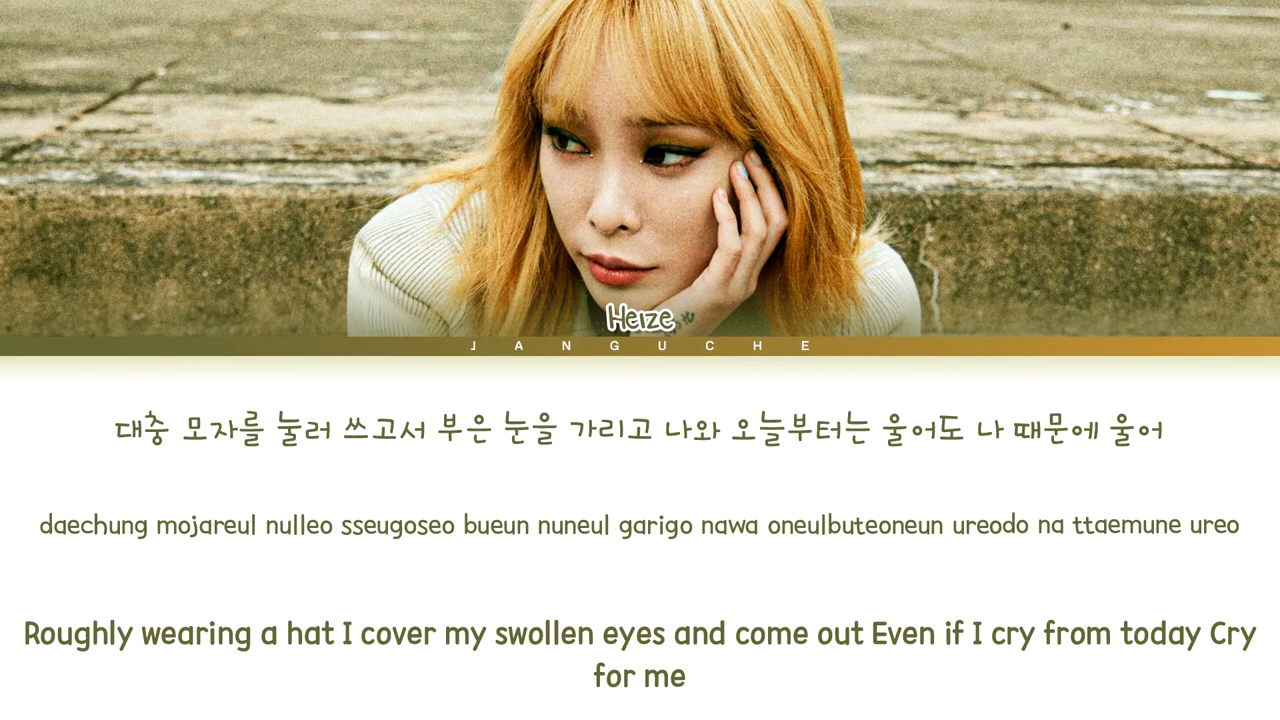 Heize
JANGUCHE
대충 모자를 눌러 쓰고서 부은 눈을 가리고 나와 오늘부터는 울어도 나 때문에 울어
daechung mojareul nulleo sseugoseo bueun nuneul garigo nawa oneulbuteoneun ureodo na ttaemune ureo
Roughly wearing a hat I cover my swollen eyes and come out Even if I cry from today Cry
for me